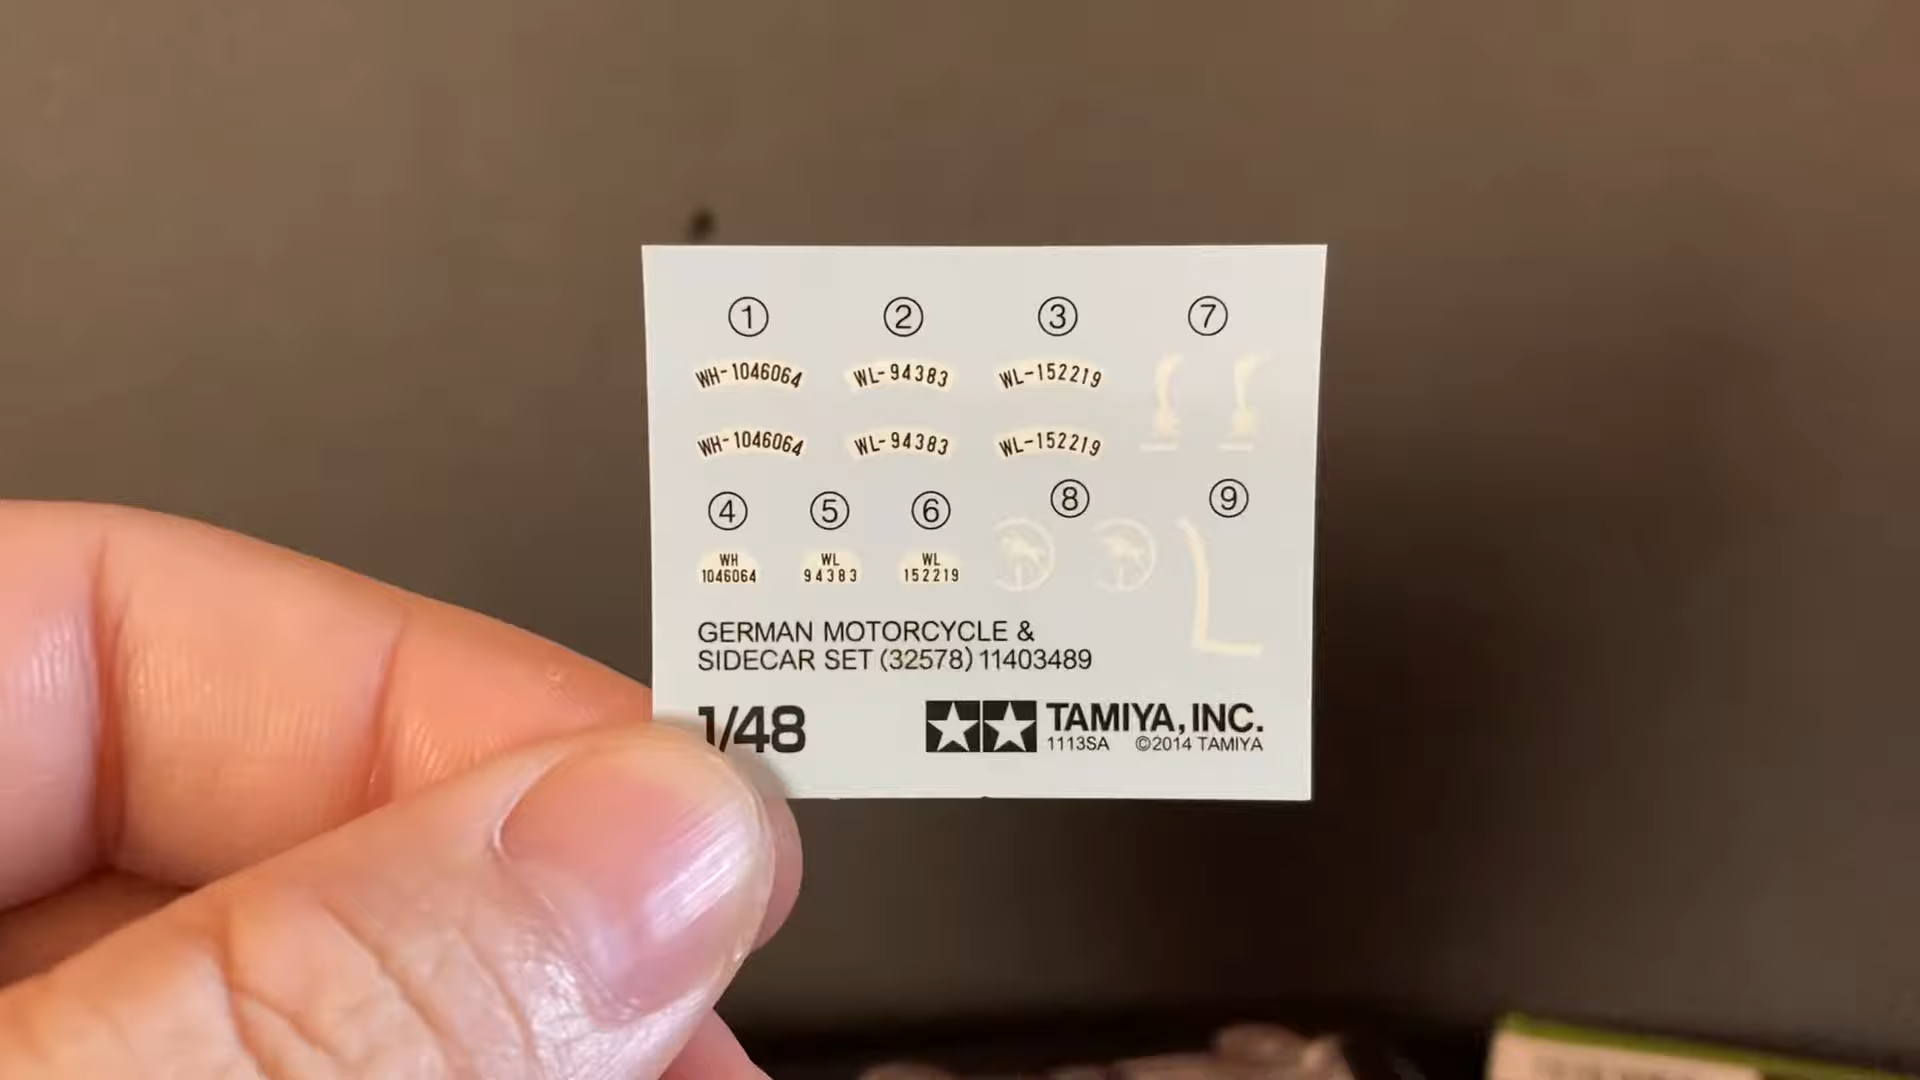 ① ② ③ ⑦
WH-1046064 WL-94383 WL-152219
WH-1046064 WL-94383 WL-152219
④ ⑤ ⑥ ⑧ ⑨
WH WL WL
1046064 94383 152219
GERMAN MOTORCYCLE &
SIDECAR SET (32578) 11403489
1/48 TAMIYA, INC.
1113SA ©2014 TAMIYA